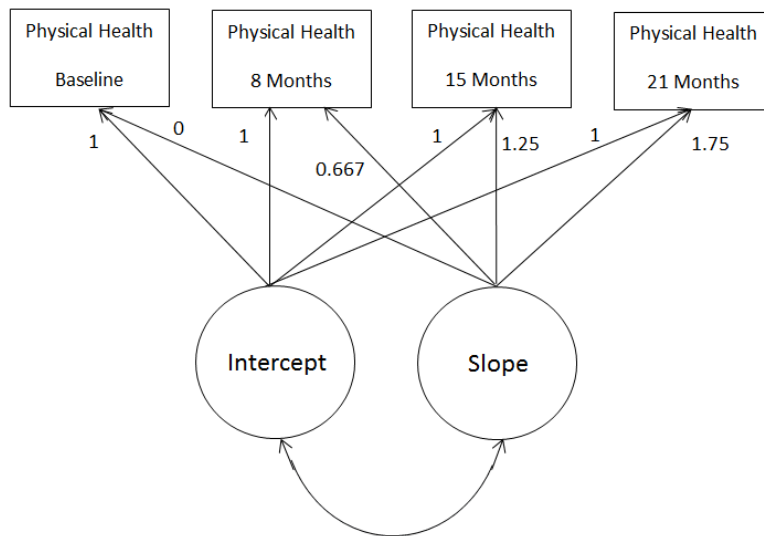 Physical Health
Baseline
Physical Health
8 Months
Physical Health
15 Months
Physical Health
21 Months
1
0
1
0.667
1
1.25
1
1.75
Intercept
Slope